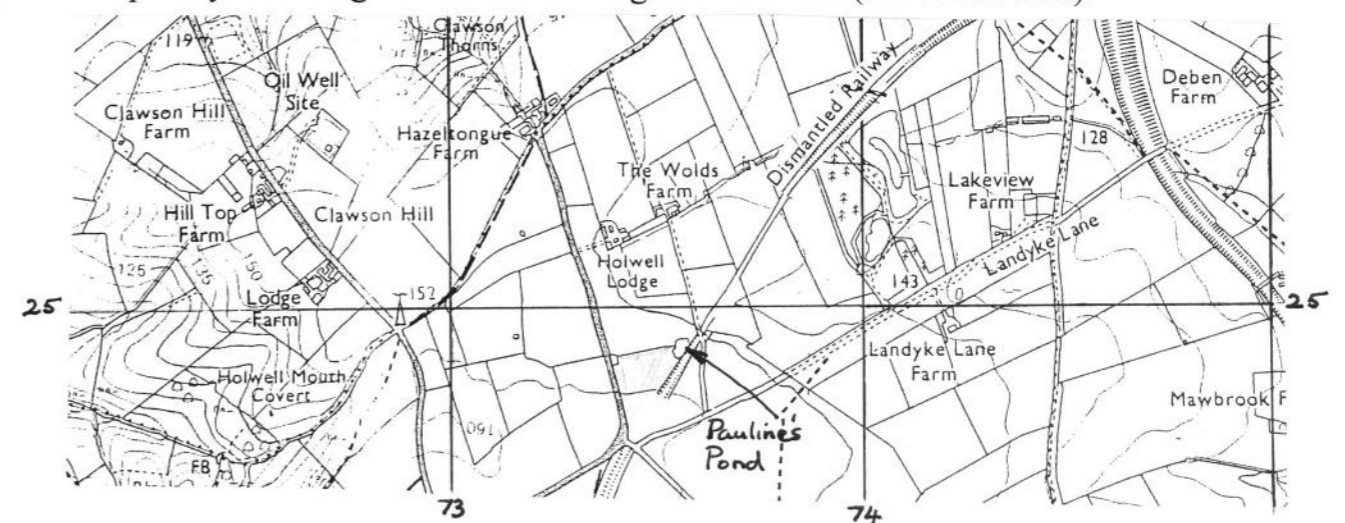 Clawson
Thorns
119
Oil Well
Site
Clawson Hill
Farm
Hazeltongue
Farm
Dismantled Railway
Deben
Farm
128
The Wolds
Farm
Lakeview
Farm
Hill Top
Farm
Clawson Hill
Holwell
Lodge
Landyke Lane
125
135
150
143
25
Lodge
Farm
152
25
Landyke Lane
Farm
Holwell Mouth
Covert
Mawbrook F
160
Paulines
Pond
FB
73
74